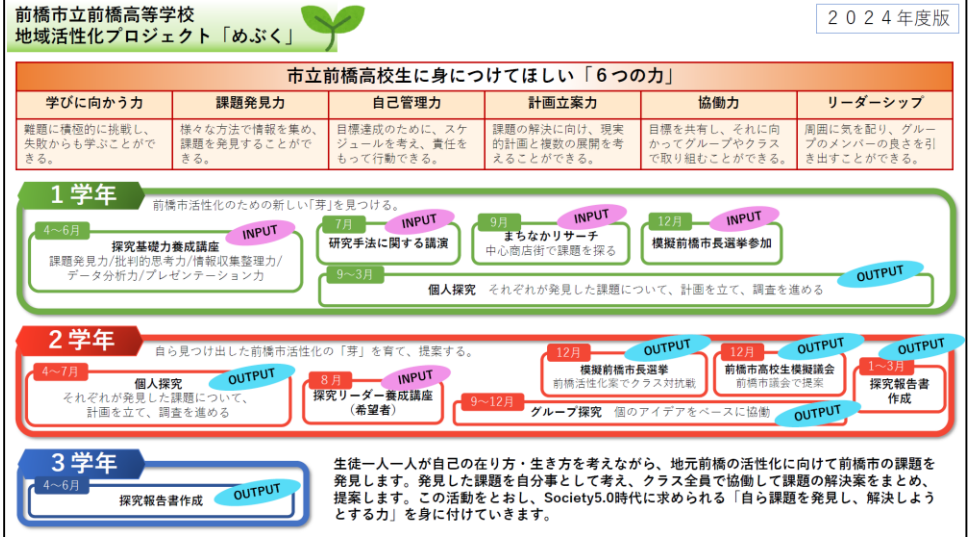 前橋市立前橋高等学校
地域活性化プロジェクト「めぶく」
２０２４年度版
市立前橋高校生に身につけてほしい「６つの力」
学びに向かう力
課題発見力
自己管理力
計画立案力
協働力
リーダーシップ
難題に積極的に挑戦し、
失敗からも学ぶことがで
きる。
様々な方法で情報を集め、
課題を発見することがで
きる。
目標達成のために、スケ
ジュールを考え、責任を
もって行動できる。
課題の解決に向け、現実
的計画と複数の展開を考
えることができる。
目標を共有し、それに向
かってグループやクラス
で取り組むことができる。
周囲に気を配り、グルー
プのメンバーの良さを引
き出すことができる。
１学年
前橋市活性化のための新しい「芽」を見つける。
4～6月
INPUT
探究基礎力養成講座
課題発見力/批判的思考力/情報収集整理力/
データ分析力/プレゼンテーション力
7月
INPUT
研究手法に関する講演
9月
INPUT
まちなかリサーチ
中心商店街で課題を探る
12月
INPUT
模擬前橋市長選挙参加
9～3月
OUTPUT
個人探究 それぞれが発見した課題について、計画を立て、調査を進める
２学年
自ら見つけ出した前橋市活性化の「芽」を育て、提案する。
4～7月
OUTPUT
個人探究
それぞれが発見した課題について、
計画を立て、調査を進める
8月
INPUT
探究リーダー養成講座
（希望者）
12月
OUTPUT
模擬前橋市長選挙
前橋活性化案でクラス対抗戦
12月
OUTPUT
前橋市高校生模擬議会
前橋市議会で提案
OUTPUT
1～3月
探究報告書
作成
9～12月
グループ探究 個のアイデアをベースに協働
OUTPUT
３学年
4～6月
探究報告書作成
OUTPUT
生徒一人一人が自己の在り方・生き方を考えながら、地元前橋の活性化に向けて前橋市の課題を
発見します。発見した課題を自分事として考え、クラス全員で協働して課題の解決案をまとめ、
提案します。この活動をとおし、Society5.0時代に求められる「自ら課題を発見し、解決しよう
とする力」を身に付けていきます。